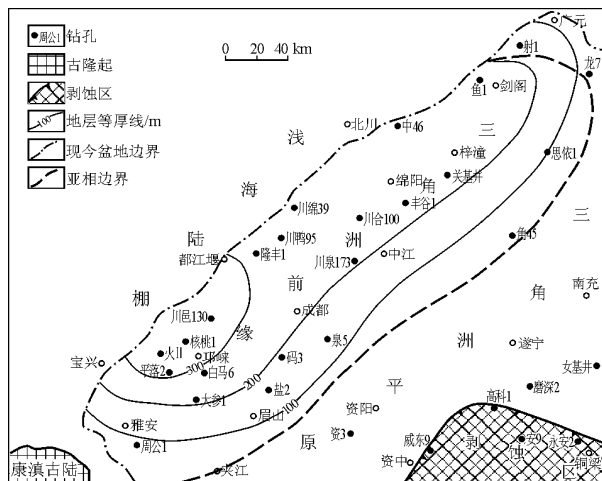 周公1 钻孔
古隆起
剥蚀区
100 地层等厚线/m
现今盆地边界
亚相边界
0 20 40 km
广元
射1
龙7
鱼1
剑阁
北川
中46
浅海陆棚
三角洲前缘
三角洲平原
梓潼
思依1
绵阳
关基井
丰谷1
川绵39
川合100
角45
川鸭95
隆丰1
都江堰
川泉173
中江
南充
川邑130
成都
核桃1
火II
邛崃
宝兴
平落2
300
白马6
码3
泉5
遂宁
女基井
200
磨深2
大参1
盐2
100
眉山
资阳
高科1
雅安
周公1
资3
威东9
剥蚀区
安9
永安2
夹江
资中
铜梁
康滇古陆